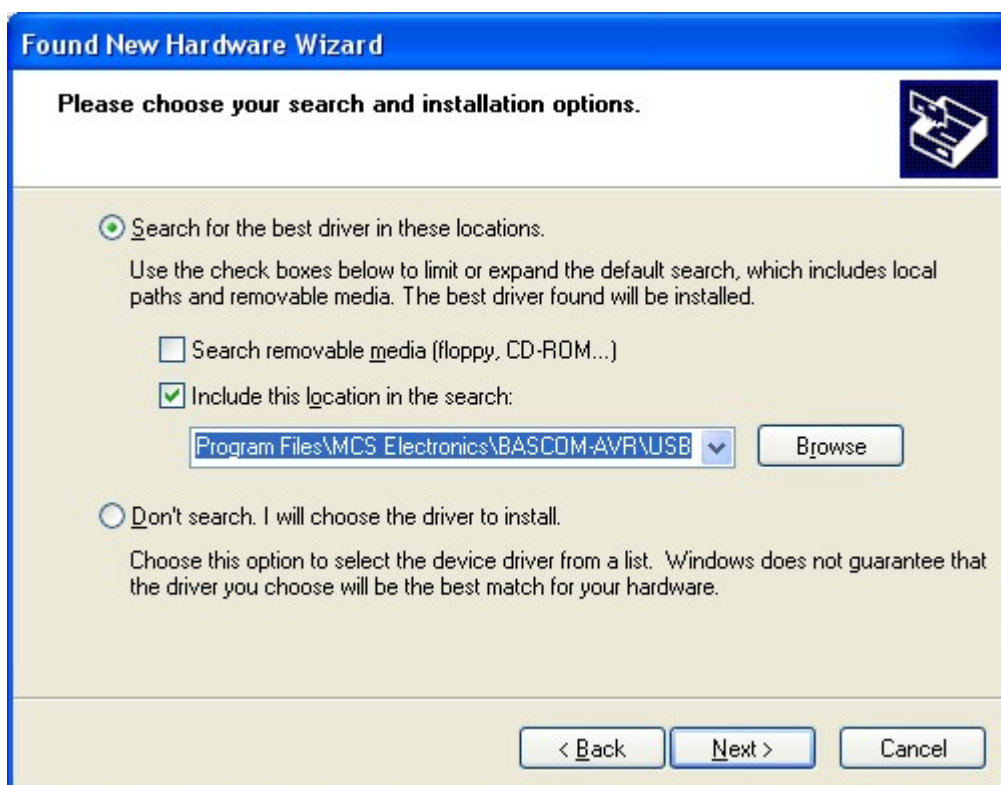 Found New Hardware Wizard
Please choose your search and installation options.
Search for the best driver in these locations.
Use the check boxes below to limit or expand the default search, which includes local
paths and removable media. The best driver found will be installed.
Search removable media (floppy, CD-ROM...)
Include this location in the search:
Program Files\MCS Electronics\BASCOM-AVR\USB
Browse
Don't search. I will choose the driver to install.
Choose this option to select the device driver from a list. Windows does not guarantee that
the driver you choose will be the best match for your hardware.
< Back
Next >
Cancel